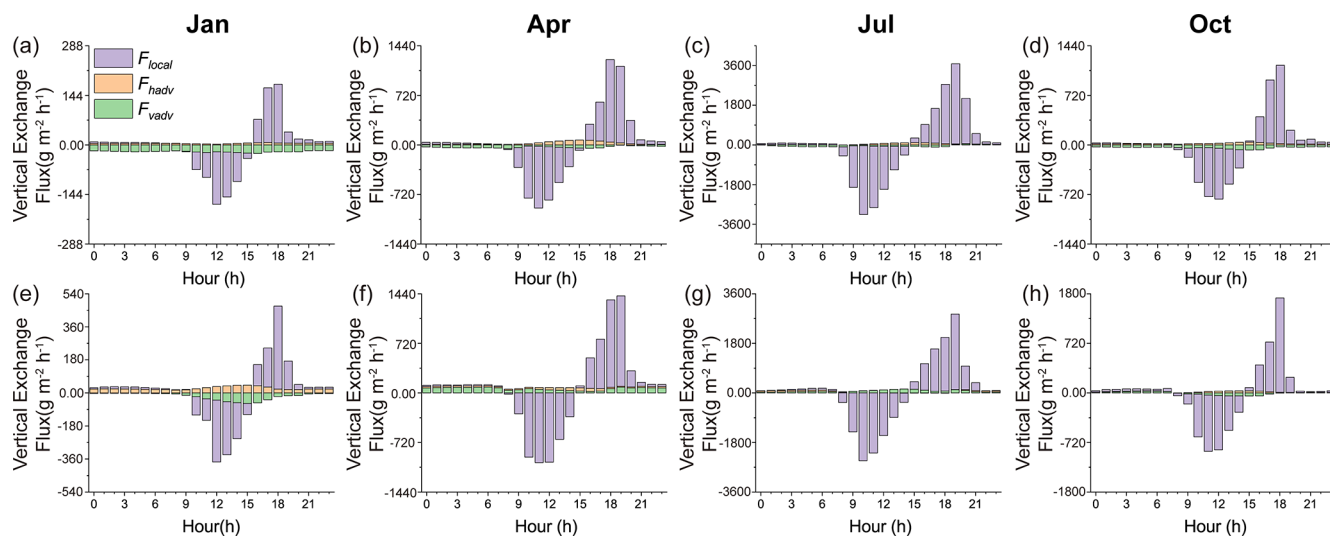 Jan Apr Jul Oct
(a) (b) (c) (d)
F_local
F_hadv
F_vadv
Vertical Exchange
Flux(g m⁻² h⁻¹)
288
144
0.00
-144
-288
0 3 6 9 12 15 18 21
Hour (h)
Vertical Exchange
Flux(g m⁻² h⁻¹)
1440
720
0.00
-720
-1440
0 3 6 9 12 15 18 21
Hour (h)
Vertical Exchange
Flux(g m⁻² h⁻¹)
3600
1800
0.00
-1800
-3600
0 3 6 9 12 15 18 21
Hour (h)
Vertical Exchange
Flux(g m⁻² h⁻¹)
1440
720
0.00
-720
-1440
0 3 6 9 12 15 18 21
Hour (h)
(e) (f) (g) (h)
Vertical Exchange
Flux(g m⁻² h⁻¹)
540
360
180
0.00
-180
-360
-540
0 3 6 9 12 15 18 21
Hour(h)
Vertical Exchange
Flux(g m⁻² h⁻¹)
1440
720
0.00
-720
-1440
0 3 6 9 12 15 18 21
Hour (h)
Vertical Exchange
Flux(g m⁻² h⁻¹)
3600
1800
0.00
-1800
-3600
0 3 6 9 12 15 18 21
Hour (h)
Vertical Exchange
Flux(g m⁻² h⁻¹)
1800
720
0.00
-720
-1800
0 3 6 9 12 15 18 21
Hour (h)